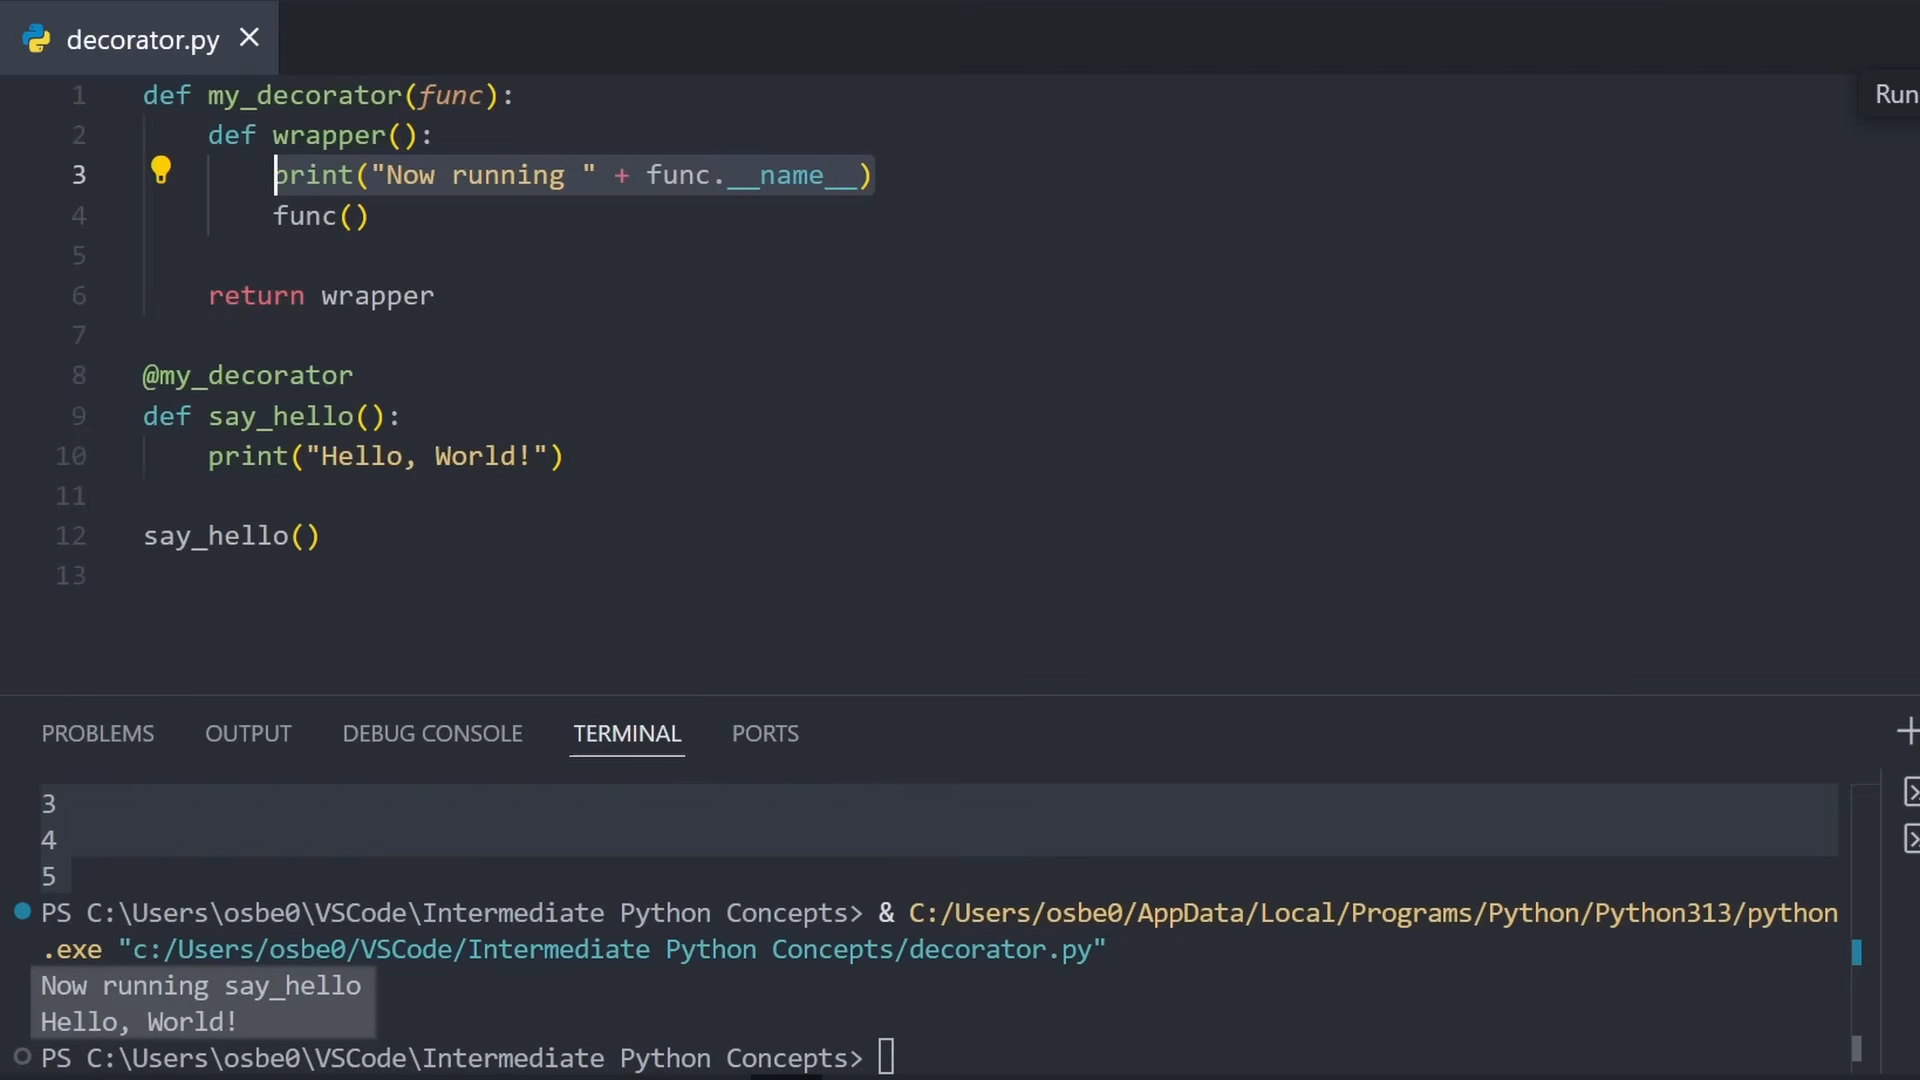 decorator.py
Run
1 def my_decorator(func):
2 def wrapper():
3 print("Now running " + func.__name__)
4 func()
5
6 return wrapper
7
8 @my_decorator
9 def say_hello():
10 print("Hello, World!")
11
12 say_hello()
13
PROBLEMS OUTPUT DEBUG CONSOLE TERMINAL PORTS
3
4
5
PS C:\Users\osbe0\VSCode\Intermediate Python Concepts> & C:/Users/osbe0/AppData/Local/Programs/Python/Python313/python
.exe "c:/Users/osbe0/VSCode/Intermediate Python Concepts/decorator.py"
Now running say_hello
Hello, World!
PS C:\Users\osbe0\VSCode\Intermediate Python Concepts>